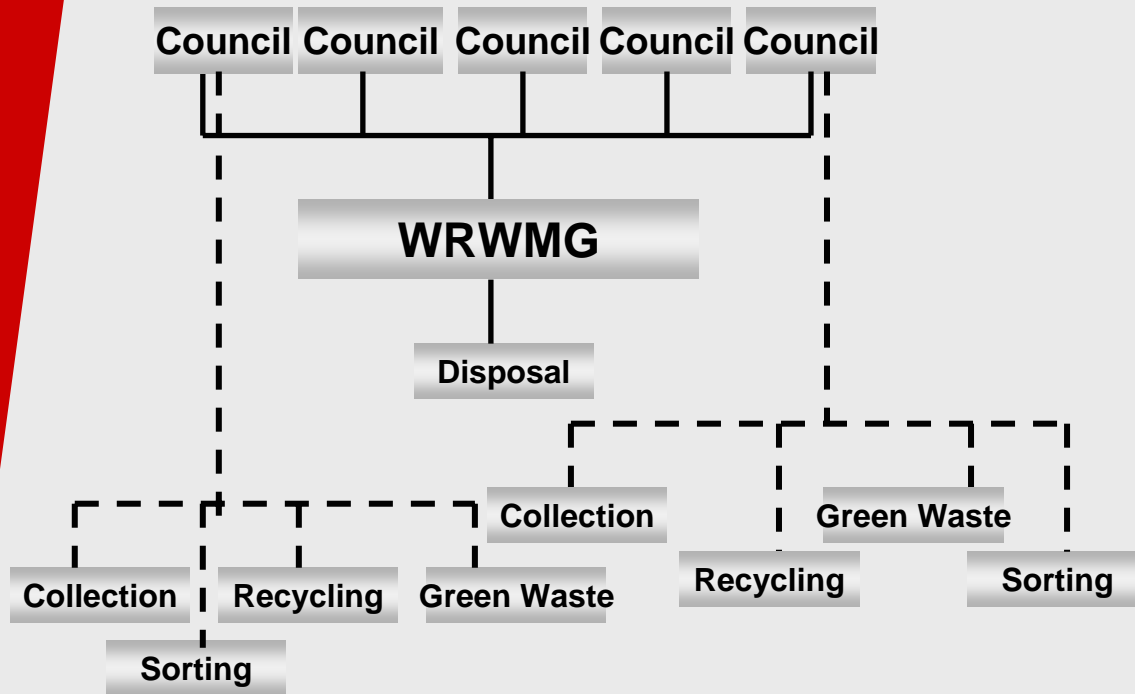 Council Council Council Council Council
WRWMG
Disposal
Collection Green Waste
Recycling Sorting
Collection Recycling Green Waste
Sorting